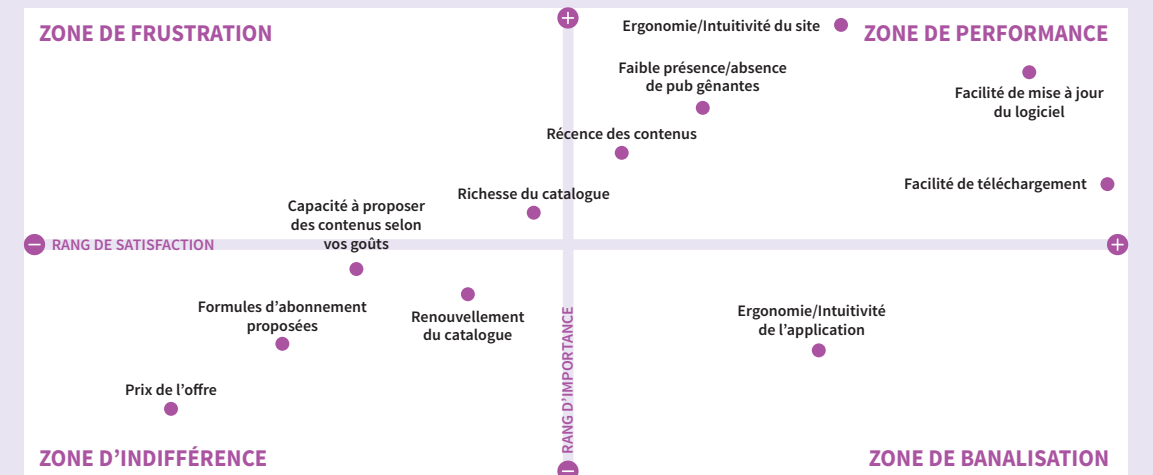 Ergonomie/Intuitivité du site
ZONE DE FRUSTRATION
ZONE DE PERFORMANCE
Faible présence/absence
de pub gênantes
Facilité de mise à jour
du logiciel
Récence des contenus
Facilité de téléchargement
Richesse du catalogue
Capacité à proposer
des contenus selon
vos goûts
RANG DE SATISFACTION
Formules d’abonnement
proposées
Renouvellement
du catalogue
Ergonomie/Intuitivité
de l’application
RANG D’IMPORTANCE
Prix de l’offre
ZONE D’INDIFFÉRENCE
ZONE DE BANALISATION